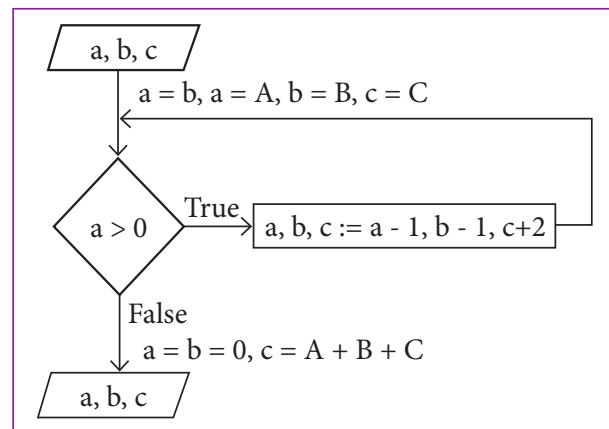 a, b, c
a = b, a = A, b = B, c = C
a > 0
True
a, b, c := a - 1, b - 1, c+2
False
a = b = 0, c = A + B + C
a, b, c